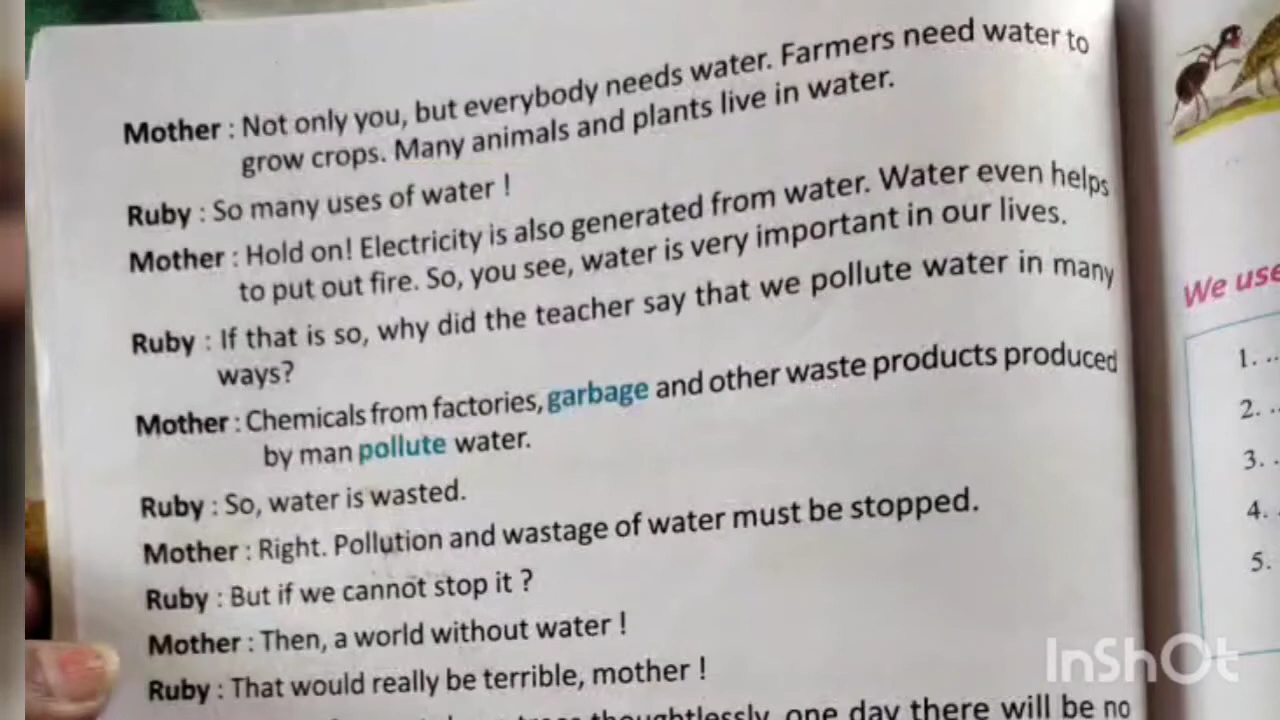 Mother : Not only you, but everybody needs water. Farmers need water to
grow crops. Many animals and plants live in water.
Ruby : So many uses of water !
Mother : Hold on! Electricity is also generated from water. Water even helps
to put out fire. So, you see, water is very important in our lives.
Ruby : If that is so, why did the teacher say that we pollute water in many
ways?
Mother : Chemicals from factories, garbage and other waste products produced
by man pollute water.
Ruby : So, water is wasted.
Mother : Right. Pollution and wastage of water must be stopped.
Ruby : But if we cannot stop it ?
Mother : Then, a world without water !
Ruby : That would really be terrible, mother !
thoughtlessly, one day there will be no
We use
1. ..
2. ..
3. .
4. .
5.
InShOt